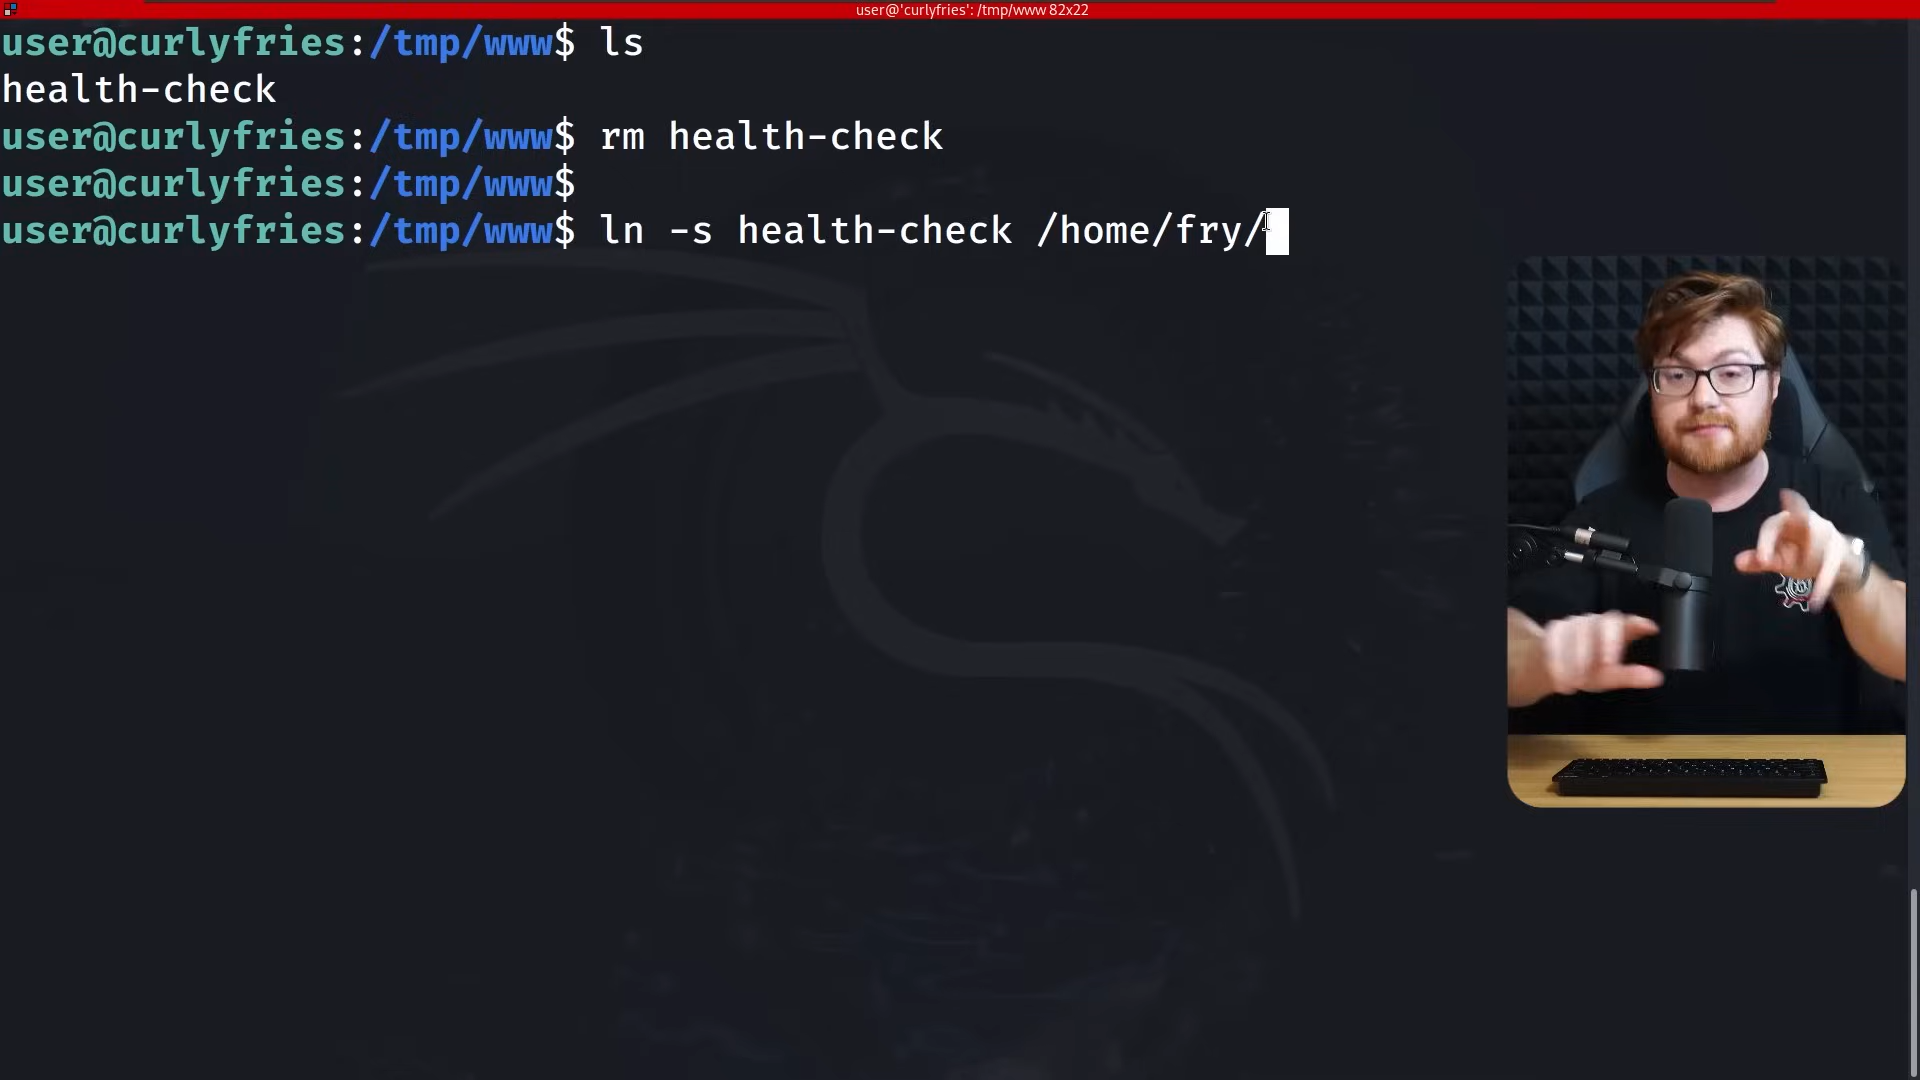 user@'curlyfries': /tmp/www 82x22
user@curlyfries:/tmp/www$ ls
health-check
user@curlyfries:/tmp/www$ rm health-check
user@curlyfries:/tmp/www$
user@curlyfries:/tmp/www$ ln -s health-check /home/fry/